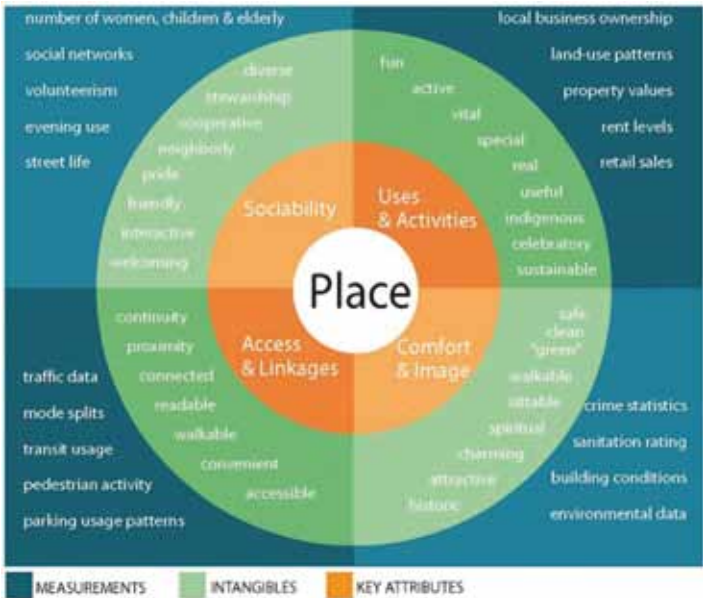 number of women, children & elderly
social networks
volunteerism
evening use
street life
diverse
stewardship
cooperative
neighborly
pride
friendly
interactive
welcoming
Sociability
local business ownership
land-use patterns
property values
rent levels
retail sales
fun
active
vital
special
real
useful
indigenous
celebratory
sustainable
Uses
& Activities
Place
continuity
proximity
connected
readable
walkable
convenient
accessible
Access
& Linkages
traffic data
mode splits
transit usage
pedestrian activity
parking usage patterns
Comfort
& Image
safe
clean
"green"
walkable
sittable
spiritual
charming
attractive
historic
crime statistics
sanitation rating
building conditions
environmental data
MEASUREMENTS
INTANGIBLES
KEY ATTRIBUTES